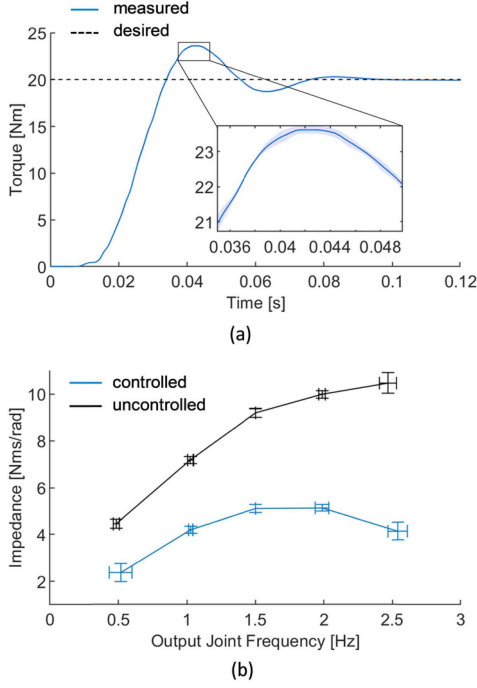 measured
desired
25
20
15
10
5
0
Torque [Nm]
23
22
21
0.036 0.04 0.044 0.048
0 0.02 0.04 0.06 0.08 0.1 0.12
Time [s]
(a)
controlled
uncontrolled
10
8
6
4
2
Impedance [Nms/rad]
0.5 1 1.5 2 2.5 3
Output Joint Frequency [Hz]
(b)